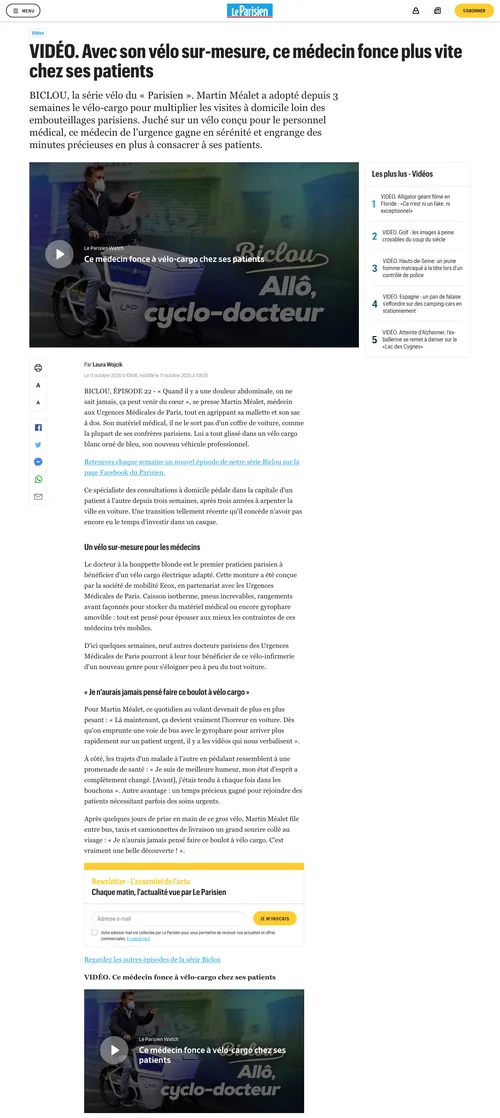 MENU
Le Parisien
S'ABONNER
Vidéos
VIDÉO. Avec son vélo sur-mesure, ce médecin fonce plus vite
chez ses patients
BICLOU, la série vélo du « Parisien ». Martin Méalet a adopté depuis 3
semaines le vélo-cargo pour multiplier les visites à domicile loin des
embouteillages parisiens. Juché sur un vélo conçu pour le personnel
médical, ce médecin de l'urgence gagne en sérénité et engrange des
minutes précieuses en plus à consacrer à ses patients.
Le Parisien Watch
Ce médecin fonce à vélo-cargo chez ses patients
Biclou
Allô,
cyclo-docteur
Les plus lus - Vidéos
1 VIDÉO. Alligator géant filmé en
Floride : «Ce n'est ni un fake, ni
exceptionnel»
2 VIDÉO. Golf : les images à peine
croyables du coup du siècle
3 VIDÉO. Hauts-de-Seine: un jeune
homme matraqué à la tête lors d'un
contrôle de police
4 VIDÉO. Espagne : un pan de falaise
s'effondre sur des camping-cars en
stationnement
5 VIDÉO. Atteinte d'Alzheimer, l'ex-
ballerine se remet à danser sur le
«Lac des Cygnes»
A
A
Par Laura Wojcik
Le 11 octobre 2020 à 10h18, modifié le 11 octobre 2020 à 10h35
BICLOU, ÉPISODE 22 - « Quand il y a une douleur abdominale, on ne
sait jamais, ça peut venir du cœur », se presse Martin Méalet, médecin
aux Urgences Médicales de Paris, tout en agrippant sa mallette et son sac
à dos. Son matériel médical, il ne le sort pas d'un coffre de voiture, comme
la plupart de ses confrères parisiens. Lui a tout glissé dans un vélo cargo
blanc orné de bleu, son nouveau véhicule professionnel.
Retrouvez chaque semaine un nouvel épisode de notre série Biclou sur la
page Facebook du Parisien.
Ce spécialiste des consultations à domicile pédale dans la capitale d'un
patient à l'autre depuis trois semaines, après trois années à arpenter la
ville en voiture. Une transition tellement récente qu'il concède n'avoir pas
encore eu le temps d'investir dans un casque.
Un vélo sur-mesure pour les médecins
Le docteur à la houppette blonde est le premier praticien parisien à
bénéficier d'un vélo cargo électrique adapté. Cette monture a été conçue
par la société de mobilité Ecox, en partenariat avec les Urgences
Médicales de Paris. Caisson isotherme, pneus increvables, rangements
avant façonnés pour stocker du matériel médical ou encore gyrophare
amovible : tout est pensé pour épouser aux mieux les contraintes de ces
médecins très mobiles.
D'ici quelques semaines, neuf autres docteurs parisiens des Urgences
Médicales de Paris pourront à leur tour bénéficier de ce vélo-infirmerie
d'un nouveau genre pour s'éloigner peu à peu du tout voiture.
« Je n'aurais jamais pensé faire ce boulot à vélo cargo »
Pour Martin Méalet, ce quotidien au volant devenait de plus en plus
pesant : « Là maintenant, ça devient vraiment l'horreur en voiture. Dès
qu'on emprunte une voie de bus avec le gyrophare pour arriver plus
rapidement sur un patient urgent, il y a les vidéos qui nous verbalisent ».
À côté, les trajets d'un malade à l'autre en pédalant ressemblent à une
promenade de santé : « Je suis de meilleure humeur, mon état d'esprit a
complètement changé. [Avant], j'étais tendu à chaque fois dans les
bouchons ». Autre avantage : un temps précieux gagné pour rejoindre des
patients nécessitant parfois des soins urgents.
Après quelques jours de prise en main de ce gros vélo, Martin Méalet file
entre bus, taxis et camionnettes de livraison un grand sourire collé au
visage : « Je n'aurais jamais pensé faire ce boulot à vélo cargo. C'est
vraiment une belle découverte ! ».
Newsletter - L'essentiel de l'actu
Chaque matin, l'actualité vue par Le Parisien
Adresse e-mail
JE M'INSCRIS
Votre adresse mail est collectée par Le Parisien pour vous permettre de recevoir nos actualités et offres
commerciales. En savoir plus
Regardez les autres épisodes de la série Biclou
VIDÉO. Ce médecin fonce à vélo-cargo chez ses patients
Le Parisien Watch
Ce médecin fonce à vélo-cargo chez ses
patients
Allô,
cyclo-docteur